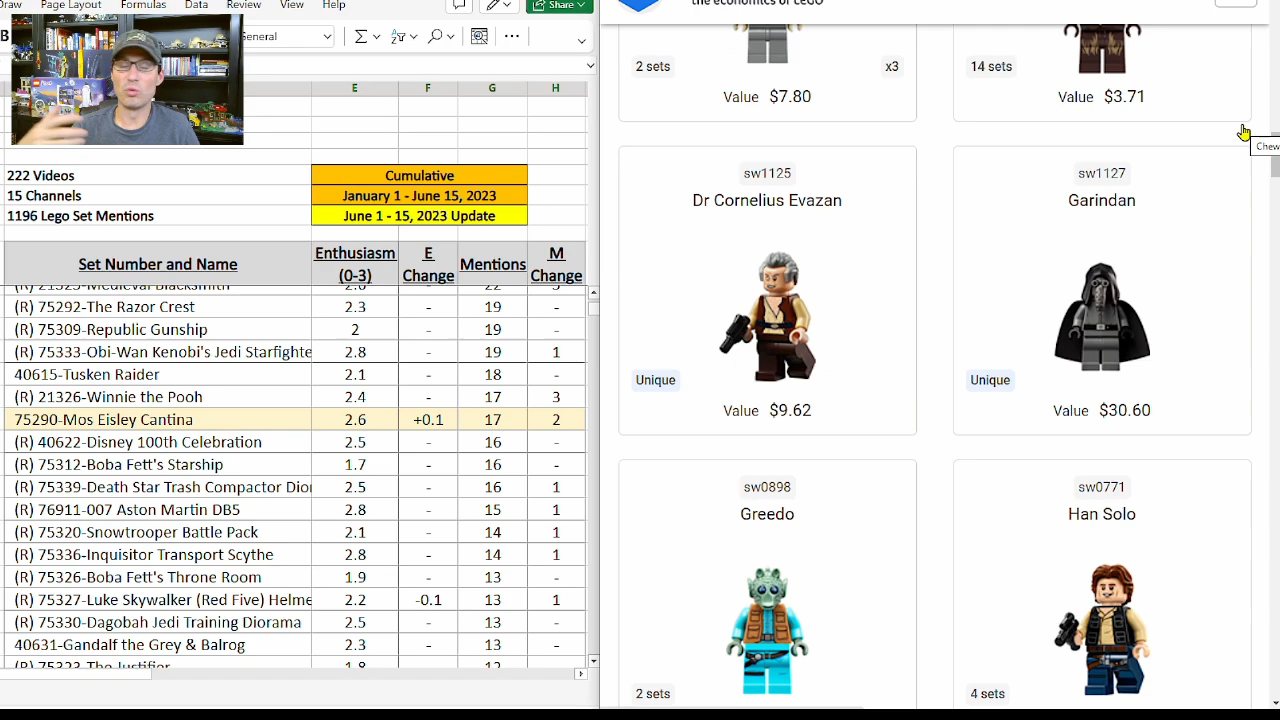 Draw Page Layout Formulas Data Review View Help Share
B General
E F G H
222 Videos Cumulative
15 Channels January 1 - June 15, 2023
1196 Lego Set Mentions June 1 - 15, 2023 Update
Set Number and Name Enthusiasm (0-3) E Change Mentions M Change
(R) 75292-The Razor Crest 2.3 - 19 -
(R) 75309-Republic Gunship 2 - 19 -
(R) 75333-Obi-Wan Kenobi's Jedi Starfighte 2.8 - 19 1
40615-Tusken Raider 2.1 - 18 -
(R) 21326-Winnie the Pooh 2.4 - 17 3
75290-Mos Eisley Cantina 2.6 +0.1 17 2
(R) 40622-Disney 100th Celebration 2.5 - 16 -
(R) 75312-Boba Fett's Starship 1.7 - 16 -
(R) 75339-Death Star Trash Compactor Dior 2.5 - 16 1
(R) 76911-007 Aston Martin DB5 2.8 - 15 1
(R) 75320-Snowtrooper Battle Pack 2.1 - 14 1
(R) 75336-Inquisitor Transport Scythe 2.8 - 14 1
(R) 75326-Boba Fett's Throne Room 1.9 - 13 -
(R) 75327-Luke Skywalker (Red Five) Helme 2.2 -0.1 13 1
(R) 75330-Dagobah Jedi Training Diorama 2.5 - 13 -
40631-Gandalf the Grey & Balrog 2.3 - 13 -
the economics of LEGO
2 sets x3
Value $7.80
14 sets
Value $3.71
Chew
sw1125
Dr Cornelius Evazan
Unique
Value $9.62
sw1127
Garindan
Unique
Value $30.60
sw0898
Greedo
2 sets
sw0771
Han Solo
4 sets